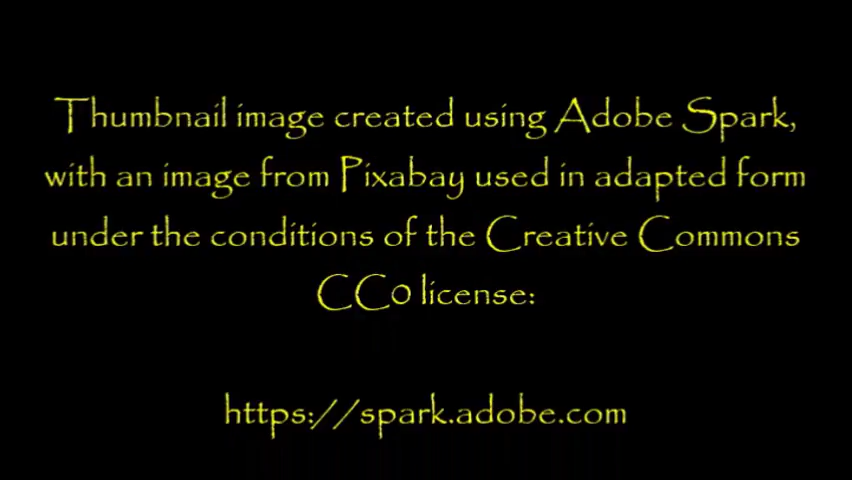 Thumbnail image created using Adobe Spark,
with an image from Pixabay used in adapted form
under the conditions of the Creative Commons
CC0 license:
https://spark.adobe.com